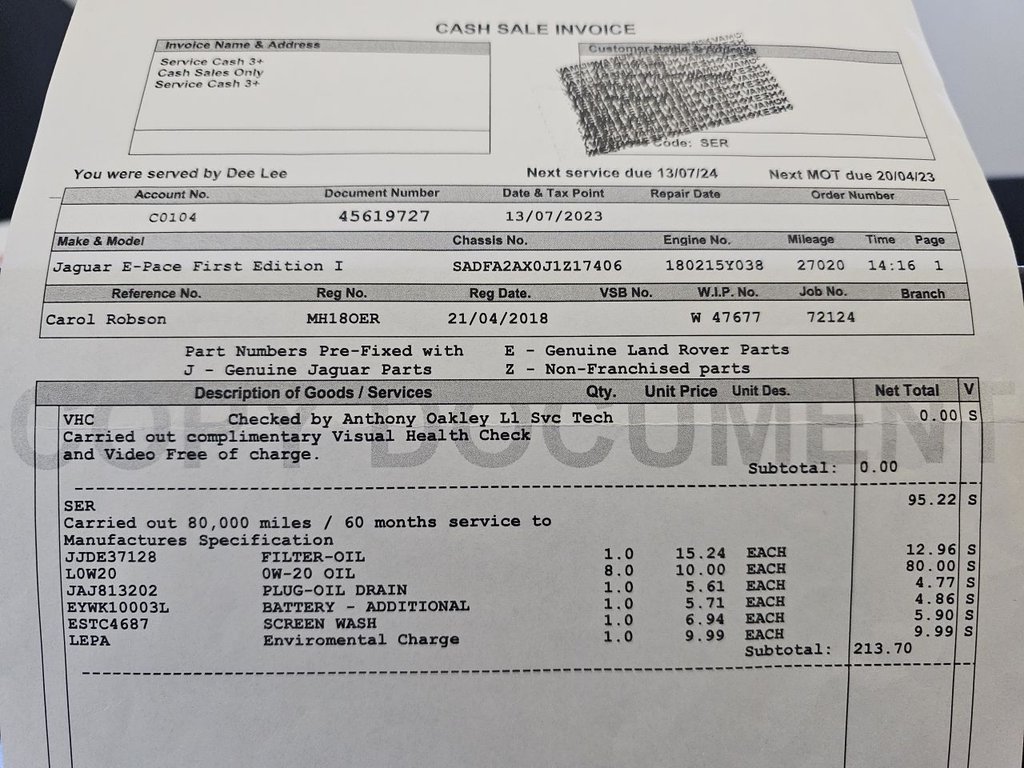 CASH SALE INVOICE
Invoice Name & Address
Service Cash 3+
Cash Sales Only
Service Cash 3+
Customer Name & Address
Code: SER
You were served by Dee Lee
Next service due 13/07/24
Next MOT due 20/04/23
Account No. Document Number Date & Tax Point Repair Date Order Number
C0104 45619727 13/07/2023
Make & Model Chassis No. Engine No. Mileage Time Page
Jaguar E-Pace First Edition I SADFA2AX0J1Z17406 180215Y038 27020 14:16 1
Reference No. Reg No. Reg Date. VSB No. W.I.P. No. Job No. Branch
Carol Robson MH18OER 21/04/2018 W 47677 72124
Part Numbers Pre-Fixed with E - Genuine Land Rover Parts
J - Genuine Jaguar Parts Z - Non-Franchised parts
Description of Goods / Services Qty. Unit Price Unit Des. Net Total V
COPY DOCUMENT
VHC Checked by Anthony Oakley L1 Svc Tech 0.00 S
Carried out complimentary Visual Health Check
and Video Free of charge.
Subtotal: 0.00
SER 95.22 S
Carried out 80,000 miles / 60 months service to
Manufactures Specification
JJDE37128 FILTER-OIL 1.0 15.24 EACH 12.96 S
L0W20 0W-20 OIL 8.0 10.00 EACH 80.00 S
JAJ813202 PLUG-OIL DRAIN 1.0 5.61 EACH 4.77 S
EYWK10003L BATTERY - ADDITIONAL 1.0 5.71 EACH 4.86 S
ESTC4687 SCREEN WASH 1.0 6.94 EACH 5.90 S
LEPA Enviromental Charge 1.0 9.99 EACH 9.99 S
Subtotal: 213.70